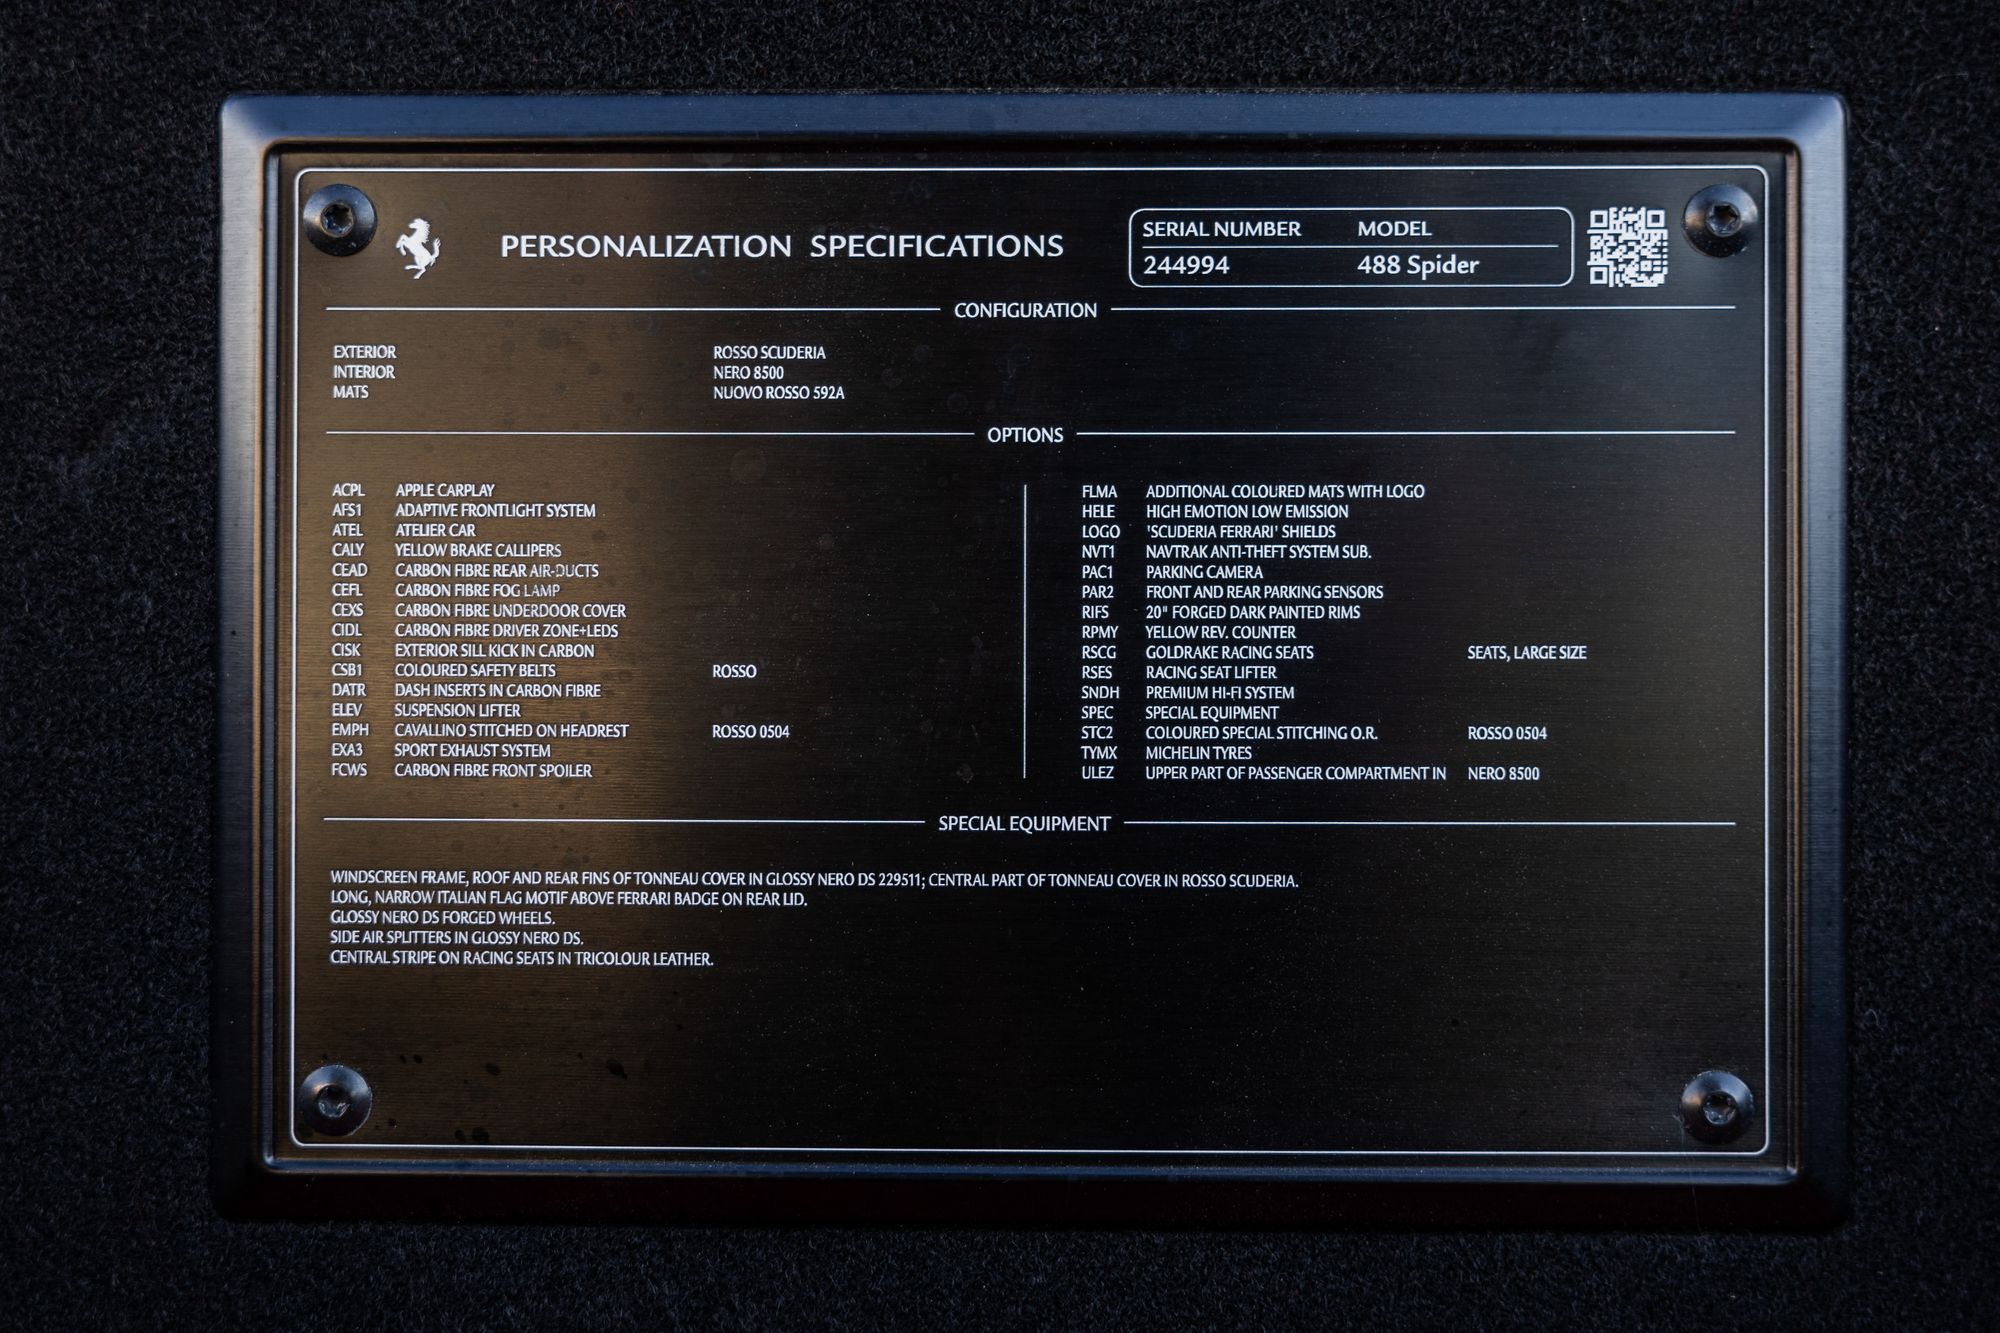 PERSONALIZATION SPECIFICATIONS
SERIAL NUMBER MODEL
244994 488 Spider
CONFIGURATION
EXTERIOR ROSSO SCUDERIA
INTERIOR NERO 8500
MATS NUOVO ROSSO 592A
OPTIONS
ACPL APPLE CARPLAY
AFS1 ADAPTIVE FRONTLIGHT SYSTEM
ATEL ATELIER CAR
CALY YELLOW BRAKE CALLIPERS
CEAD CARBON FIBRE REAR AIR-DUCTS
CEFL CARBON FIBRE FOG LAMP
CEXS CARBON FIBRE UNDERDOOR COVER
CIDL CARBON FIBRE DRIVER ZONE+LEDS
CISK EXTERIOR SILL KICK IN CARBON
CSB1 COLOURED SAFETY BELTS ROSSO
DATR DASH INSERTS IN CARBON FIBRE
ELEV SUSPENSION LIFTER
EMPH CAVALLINO STITCHED ON HEADREST ROSSO 0504
EXA3 SPORT EXHAUST SYSTEM
FCWS CARBON FIBRE FRONT SPOILER
FLMA ADDITIONAL COLOURED MATS WITH LOGO
HELE HIGH EMOTION LOW EMISSION
LOGO 'SCUDERIA FERRARI' SHIELDS
NVT1 NAVTRAK ANTI-THEFT SYSTEM SUB.
PAC1 PARKING CAMERA
PAR2 FRONT AND REAR PARKING SENSORS
RIFS 20" FORGED DARK PAINTED RIMS
RPMY YELLOW REV. COUNTER
RSCG GOLDRAKE RACING SEATS SEATS, LARGE SIZE
RSES RACING SEAT LIFTER
SNDH PREMIUM HI-FI SYSTEM
SPEC SPECIAL EQUIPMENT
STC2 COLOURED SPECIAL STITCHING O.R. ROSSO 0504
TYMX MICHELIN TYRES
ULEZ UPPER PART OF PASSENGER COMPARTMENT IN NERO 8500
SPECIAL EQUIPMENT
WINDSCREEN FRAME, ROOF AND REAR FINS OF TONNEAU COVER IN GLOSSY NERO DS 229511; CENTRAL PART OF TONNEAU COVER IN ROSSO SCUDERIA.
LONG, NARROW ITALIAN FLAG MOTIF ABOVE FERRARI BADGE ON REAR LID.
GLOSSY NERO DS FORGED WHEELS.
SIDE AIR SPLITTERS IN GLOSSY NERO DS.
CENTRAL STRIPE ON RACING SEATS IN TRICOLOUR LEATHER.